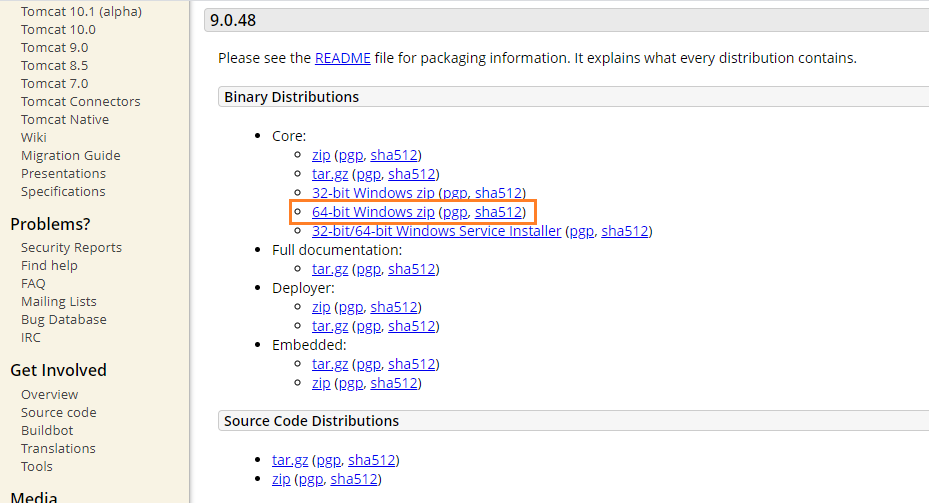 Tomcat 10.1 (alpha)
Tomcat 10.0
Tomcat 9.0
Tomcat 8.5
Tomcat 7.0
Tomcat Connectors
Tomcat Native
Wiki
Migration Guide
Presentations
Specifications
Problems?
Security Reports
Find help
FAQ
Mailing Lists
Bug Database
IRC
Get Involved
Overview
Source code
Buildbot
Translations
Tools
Media
9.0.48
Please see the README file for packaging information. It explains what every distribution contains.
Binary Distributions
Core:
zip (pgp, sha512)
tar.gz (pgp, sha512)
32-bit Windows zip (pgp, sha512)
64-bit Windows zip (pgp, sha512)
32-bit/64-bit Windows Service Installer (pgp, sha512)
Full documentation:
tar.gz (pgp, sha512)
Deployer:
zip (pgp, sha512)
tar.gz (pgp, sha512)
Embedded:
tar.gz (pgp, sha512)
zip (pgp, sha512)
Source Code Distributions
tar.gz (pgp, sha512)
zip (pgp, sha512)